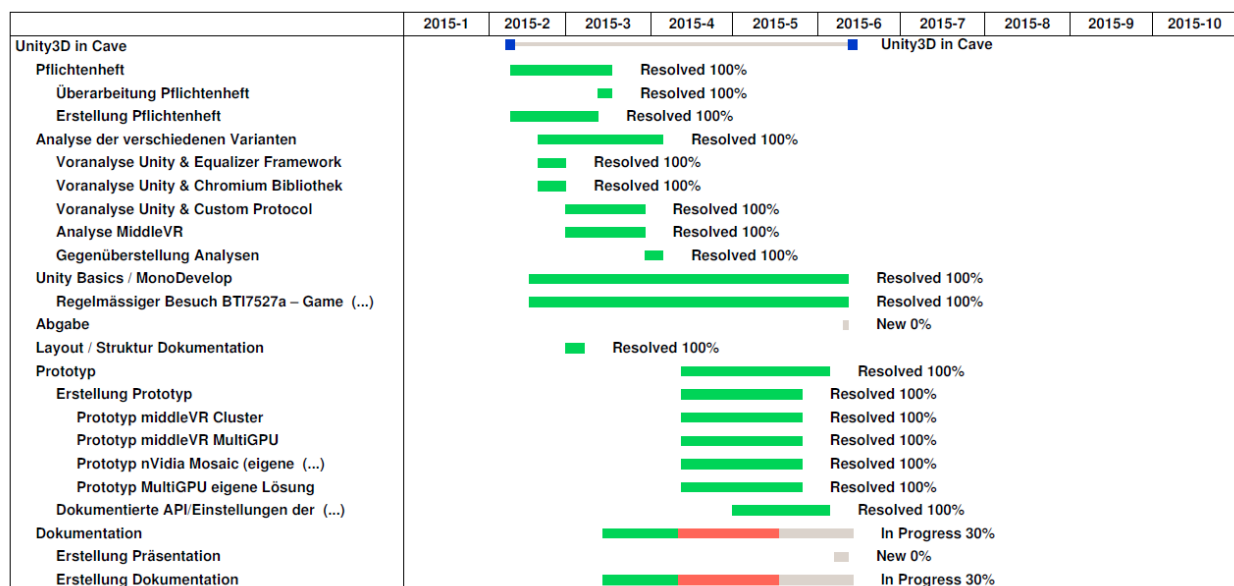 2015-1 2015-2 2015-3 2015-4 2015-5 2015-6 2015-7 2015-8 2015-9 2015-10
Unity3D in Cave Unity3D in Cave
Pflichtenheft Resolved 100%
Überarbeitung Pflichtenheft Resolved 100%
Erstellung Pflichtenheft Resolved 100%
Analyse der verschiedenen Varianten Resolved 100%
Voranalyse Unity & Equalizer Framework Resolved 100%
Voranalyse Unity & Chromium Bibliothek Resolved 100%
Voranalyse Unity & Custom Protocol Resolved 100%
Analyse MiddleVR Resolved 100%
Gegenüberstellung Analysen Resolved 100%
Unity Basics / MonoDevelop Resolved 100%
Regelmässiger Besuch BTI7527a – Game (...) Resolved 100%
Abgabe New 0%
Layout / Struktur Dokumentation Resolved 100%
Prototyp Resolved 100%
Erstellung Prototyp Resolved 100%
Prototyp middleVR Cluster Resolved 100%
Prototyp middleVR MultiGPU Resolved 100%
Prototyp nVidia Mosaic (eigene (...) Resolved 100%
Prototyp MultiGPU eigene Lösung Resolved 100%
Dokumentierte API/Einstellungen der (...) Resolved 100%
Dokumentation In Progress 30%
Erstellung Präsentation New 0%
Erstellung Dokumentation In Progress 30%